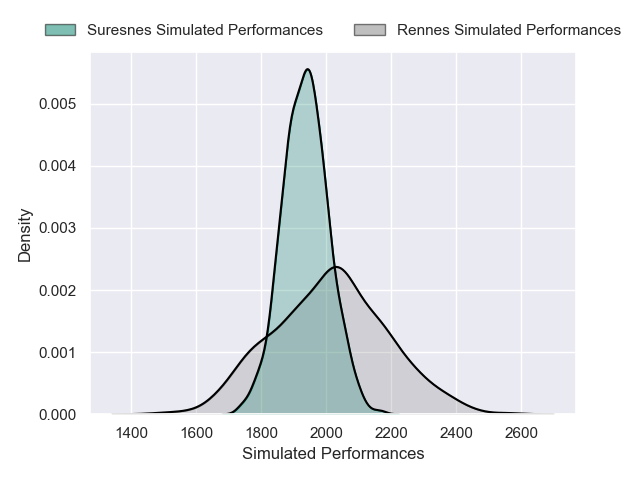 Suresnes Simulated Performances
Rennes Simulated Performances
Density
0.005
0.004
0.003
0.002
0.001
0.000
1400 1600 1800 2000 2200 2400 2600
Simulated Performances